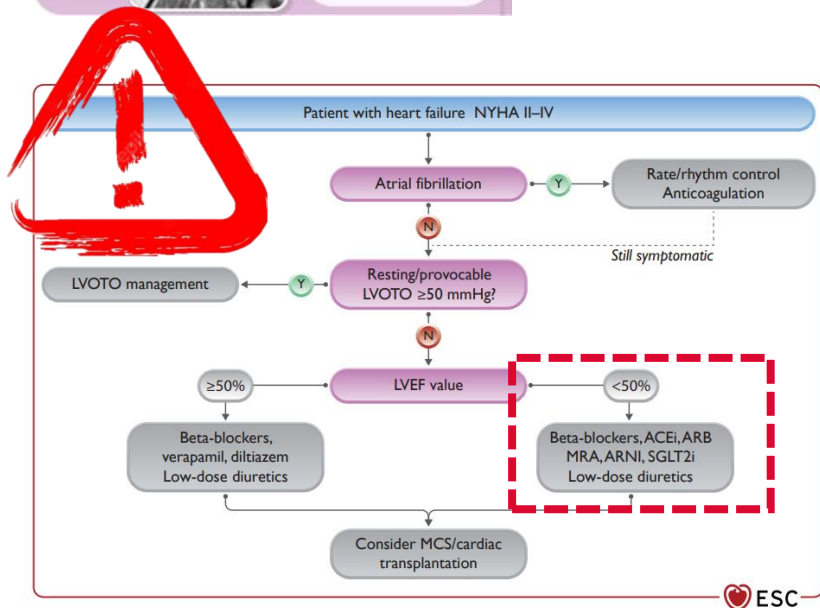 Patient with heart failure NYHA II–IV
Atrial fibrillation
Y
Rate/rhythm control
Anticoagulation
N
Still symptomatic
LVOTO management
Y
Resting/provocable
LVOTO ≥50 mmHg?
N
≥50%
LVEF value
<50%
Beta-blockers,
verapamil, diltiazem
Low-dose diuretics
Beta-blockers, ACEi, ARB
MRA, ARNI, SGLT2i
Low-dose diuretics
Consider MCS/cardiac
transplantation
ESC